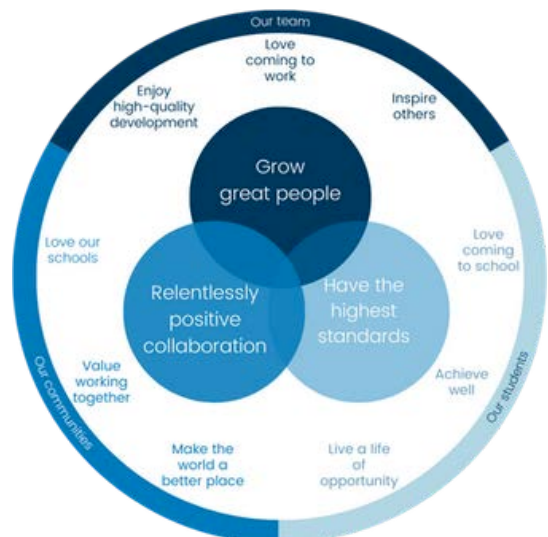 Our team
Love
coming to
work
Enjoy
high-quality
development
Inspire
others
Grow
great people
Love our
schools
Love
coming
to school
Relentlessly
positive
collaboration
Have the
highest
standards
Value
working
together
Achieve
well
Make the
world a
better place
Live a life
of
opportunity
Our communities
Our students